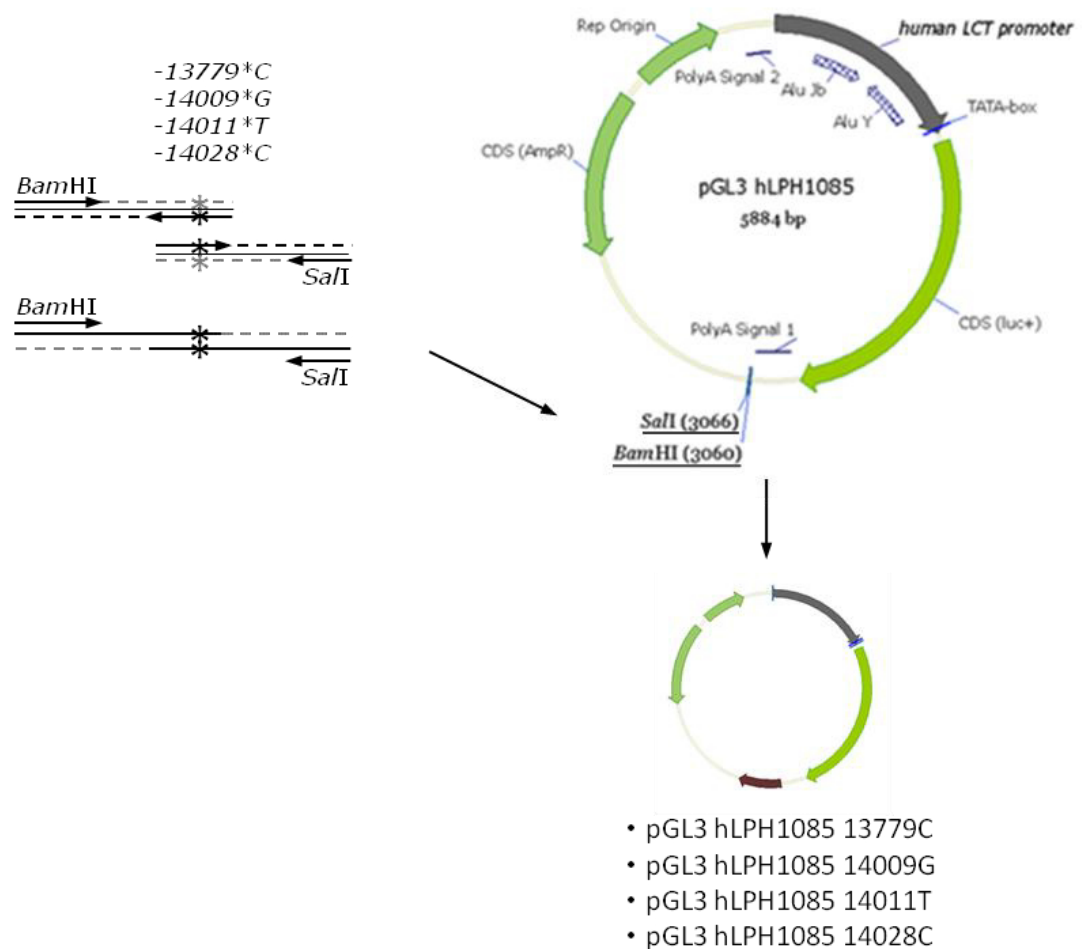 -13779*C
-14009*G
-14011*T
-14028*C
BamHI
SalI
BamHI
SalI
Rep Origin
human LCT promoter
PolyA Signal 2
Alu Jb
Alu Y
TATA-box
CDS (AmpR)
pGL3 hLPH1085
5884 bp
CDS (luc+)
PolyA Signal 1
SalI (3066)
BamHI (3060)
• pGL3 hLPH1085 13779C
• pGL3 hLPH1085 14009G
• pGL3 hLPH1085 14011T
• pGL3 hLPH1085 14028C